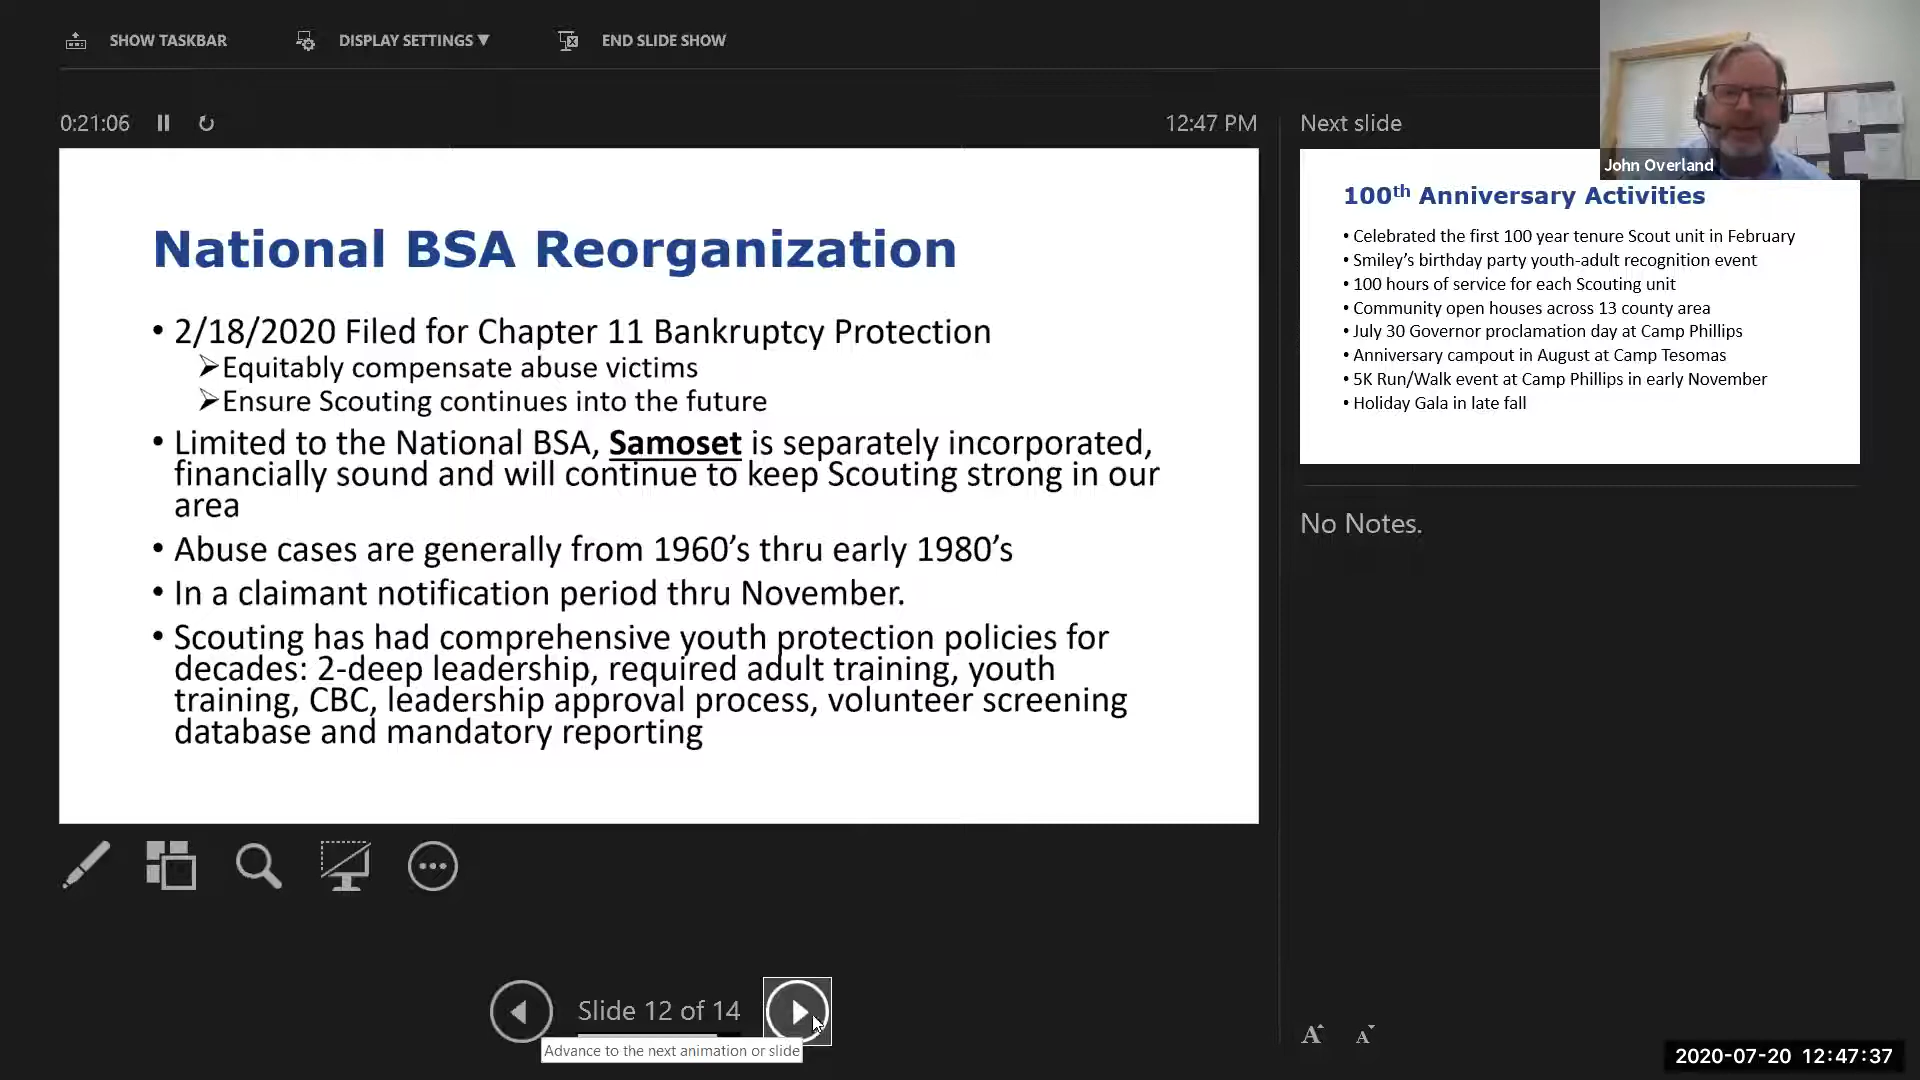 SHOW TASKBAR
DISPLAY SETTINGS ▼
END SLIDE SHOW
0:21:06
12:47 PM
Next slide
John Overland
National BSA Reorganization
• 2/18/2020 Filed for Chapter 11 Bankruptcy Protection
➢Equitably compensate abuse victims
➢Ensure Scouting continues into the future
• Limited to the National BSA, Samoset is separately incorporated,
financially sound and will continue to keep Scouting strong in our
area
• Abuse cases are generally from 1960’s thru early 1980’s
• In a claimant notification period thru November.
• Scouting has had comprehensive youth protection policies for
decades: 2-deep leadership, required adult training, youth
training, CBC, leadership approval process, volunteer screening
database and mandatory reporting
100th Anniversary Activities
• Celebrated the first 100 year tenure Scout unit in February
• Smiley’s birthday party youth-adult recognition event
• 100 hours of service for each Scouting unit
• Community open houses across 13 county area
• July 30 Governor proclamation day at Camp Phillips
• Anniversary campout in August at Camp Tesomas
• 5K Run/Walk event at Camp Phillips in early November
• Holiday Gala in late fall
No Notes.
Slide 12 of 14
Advance to the next animation or slide
A A
2020-07-20 12:47:37